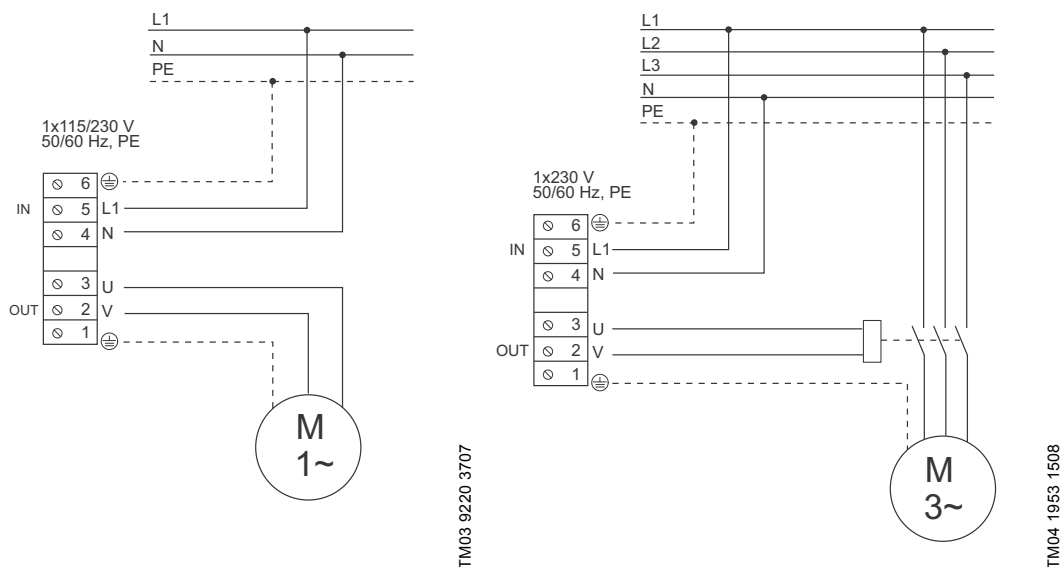 L1
N
PE
1x115/230 V
50/60 Hz, PE
6
IN 5 L1
4 N
3 U
OUT 2 V
1
M
1~
TM03 9220 3707
L1
L2
L3
N
PE
1x230 V
50/60 Hz, PE
6
IN 5 L1
4 N
3 U
OUT 2 V
1
M
3~
TM04 1953 1508